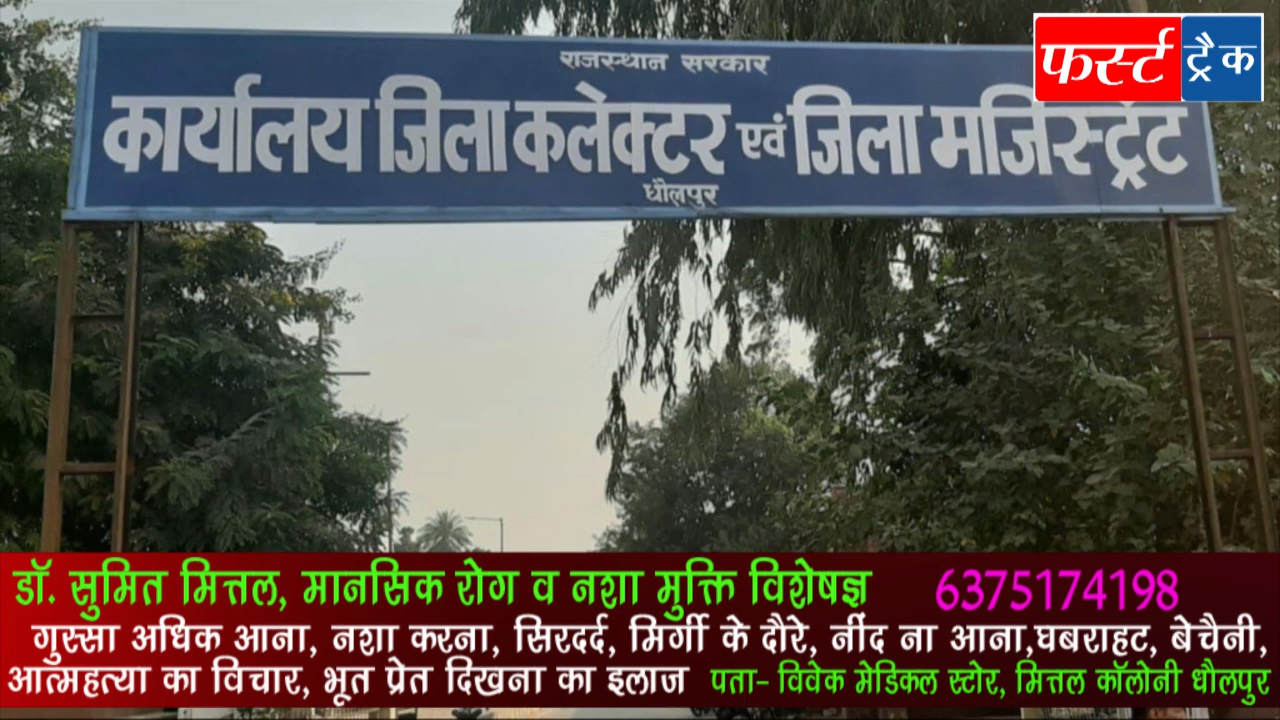 राजस्थान सरकार
फर्स्ट ट्रैक
कार्यालय जिला कलेक्टर एवं जिला मजिस्ट्रेट
धौलपुर
डॉ. सुमित मित्तल, मानसिक रोग व नशा मुक्ति विशेषज्ञ 6375174198
गुस्सा अधिक आना, नशा करना, सिरदर्द, मिर्गी के दौरे, नींद ना आना,घबराहट, बेचैनी,
आत्महत्या का विचार, भूत प्रेत दिखना का इलाज पता- विवेक मेडिकल स्टोर, मित्तल कॉलोनी धौलपुर